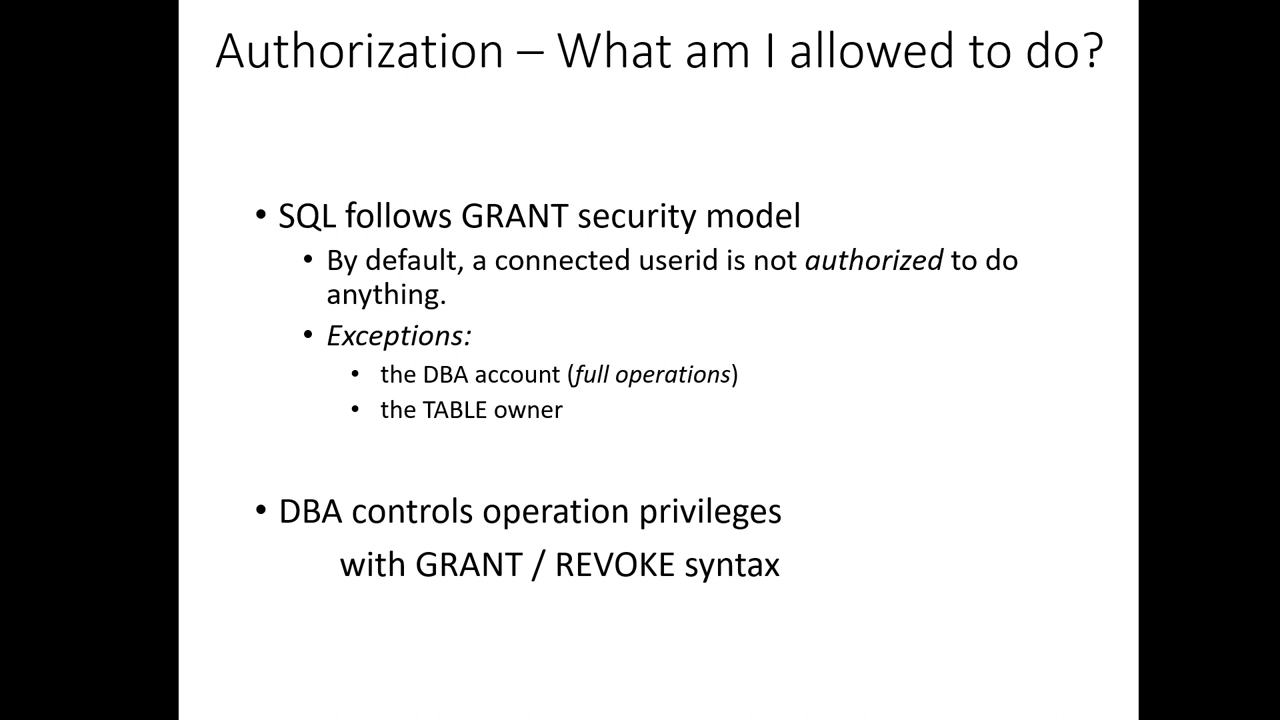 Authorization – What am I allowed to do?
• SQL follows GRANT security model
• By default, a connected userid is not authorized to do
anything.
• Exceptions:
• the DBA account (full operations)
• the TABLE owner
• DBA controls operation privileges
with GRANT / REVOKE syntax